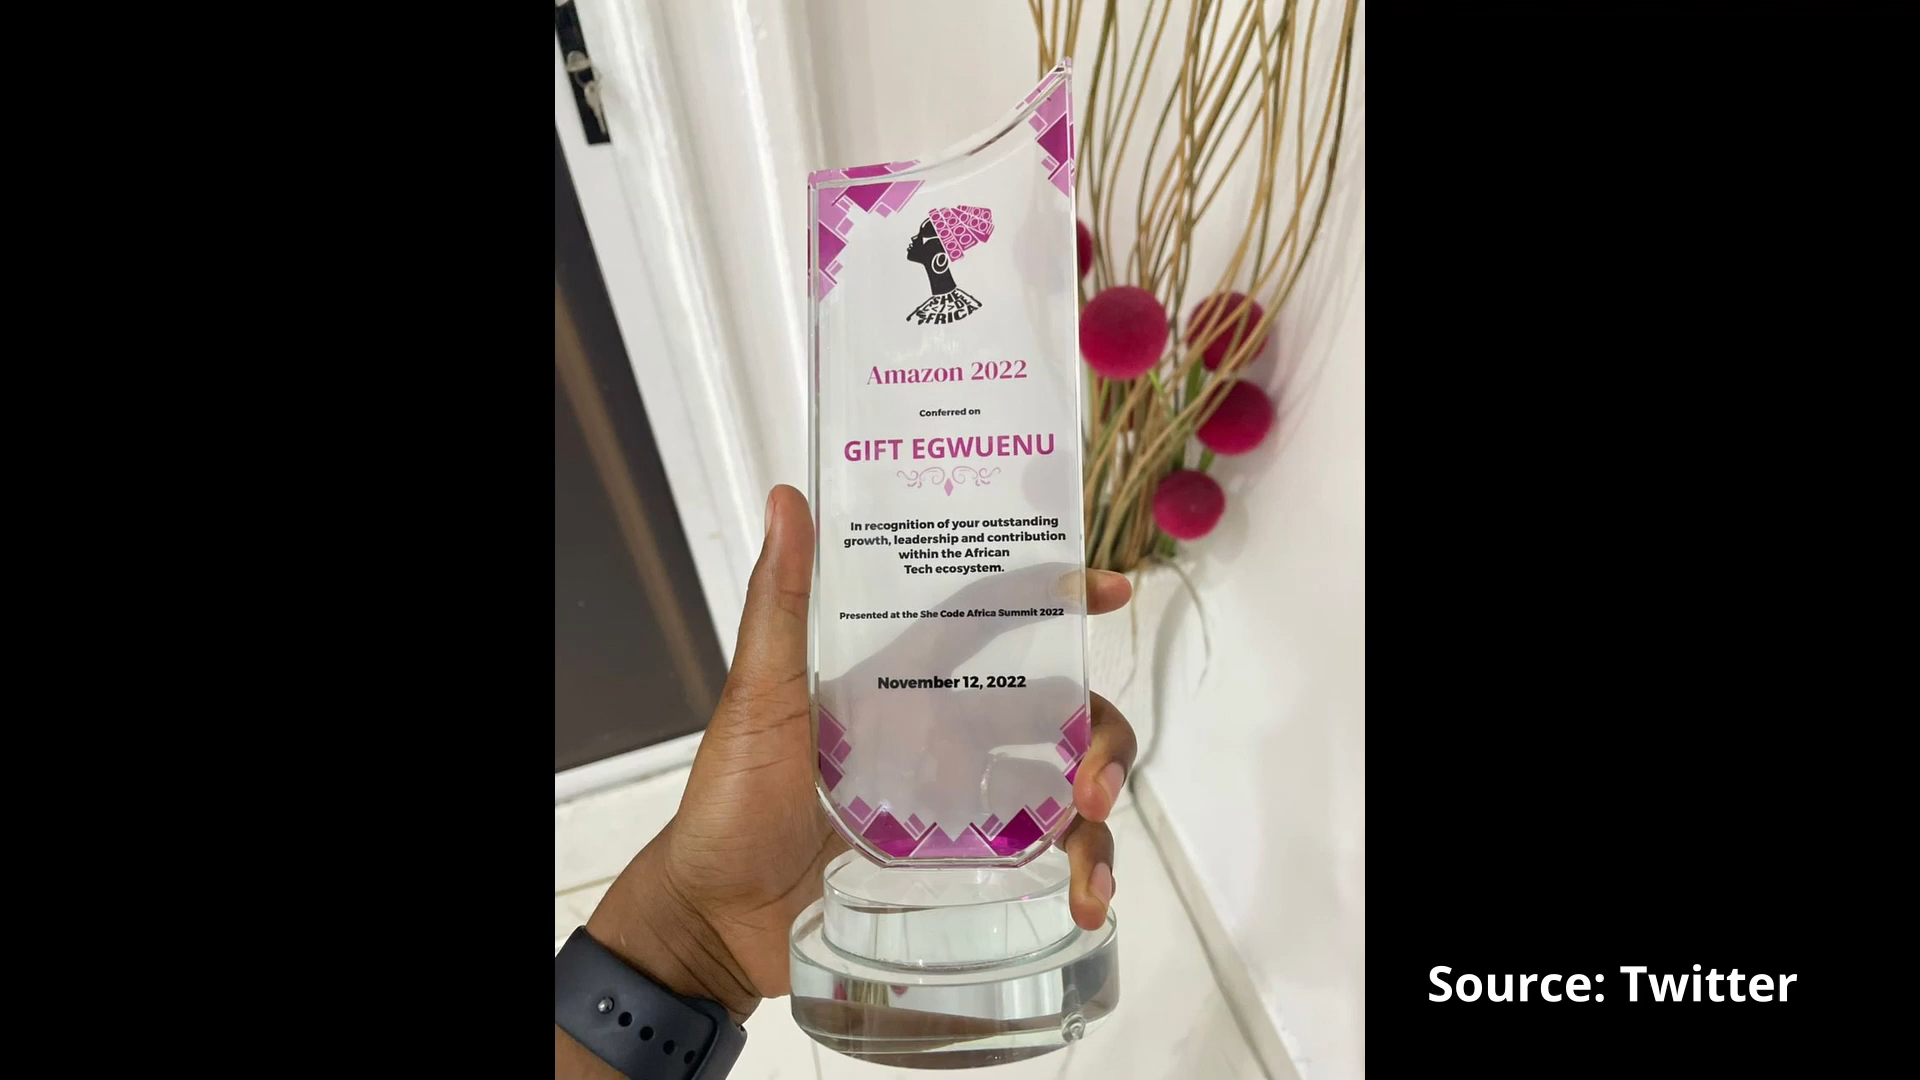 SHE
CODE
AFRICA
Amazon 2022
Conferred on
GIFT EGWUENU
In recognition of your outstanding
growth, leadership and contribution
within the African
Tech ecosystem.
Presented at the She Code Africa Summit 2022
November 12, 2022
Source: Twitter